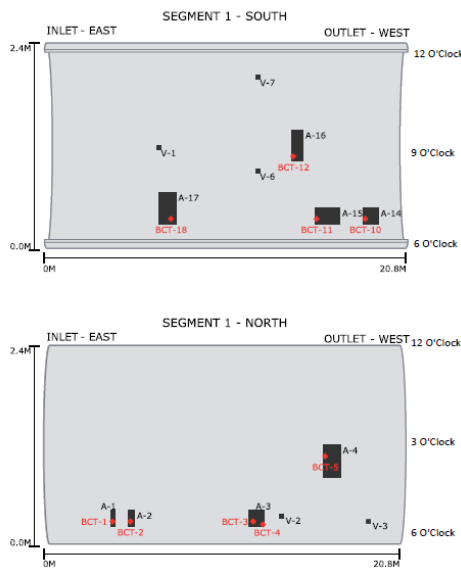 SEGMENT 1 - SOUTH
INLET - EAST
OUTLET - WEST
2.4M
12 O'Clock
V-7
A-16
V-1
9 O'Clock
BCT-12
V-6
A-17
A-15
A-14
BCT-18
BCT-11
BCT-10
0.0M
6 O'Clock
0M
20.8M
SEGMENT 1 - NORTH
INLET - EAST
OUTLET - WEST
2.4M
12 O'Clock
3 O'Clock
A-4
BCT-5
A-1
A-2
A-3
BCT-1
BCT-3
V-2
V-3
BCT-2
BCT-4
6 O'Clock
0.0M
0M
20.8M